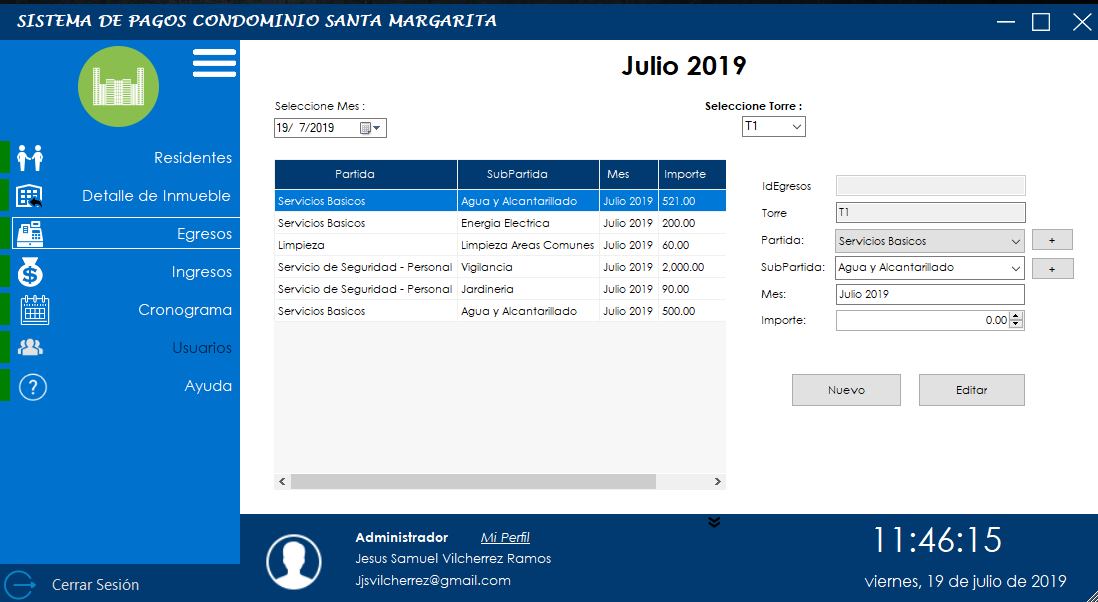 SISTEMA DE PAGOS CONDOMINIO SANTA MARGARITA
Residentes
Detalle de Inmueble
Egresos
Ingresos
Cronograma
Usuarios
Ayuda
Cerrar Sesión
Julio 2019
Seleccione Mes :
19/ 7/2019
Seleccione Torre :
T1
Partida SubPartida Mes Importe
Servicios Basicos Agua y Alcantarillado Julio 2019 521.00
Servicios Basicos Energia Electrica Julio 2019 200.00
Limpieza Limpieza Areas Comunes Julio 2019 60.00
Servicio de Seguridad - Personal Vigilancia Julio 2019 2,000.00
Servicio de Seguridad - Personal Jardineria Julio 2019 90.00
Servicios Basicos Agua y Alcantarillado Julio 2019 500.00
IdEgresos
Torre T1
Partida: Servicios Basicos +
SubPartida: Agua y Alcantarillado +
Mes: Julio 2019
Importe: 0.00
Nuevo Editar
Administrador Mi Perfil
Jesus Samuel Vilcherrez Ramos
Jjsvilcherrez@gmail.com
11:46:15
viernes, 19 de julio de 2019